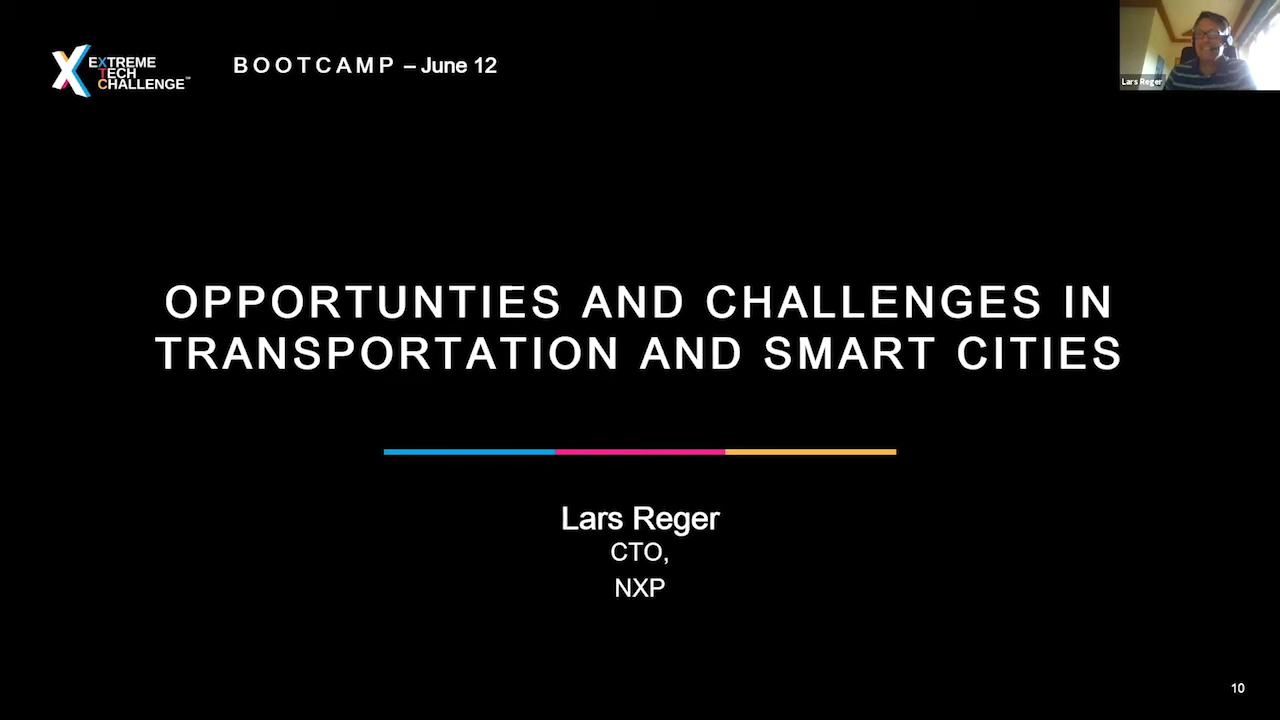 EXTREME
TECH
CHALLENGE™
BOOTCAMP – June 12
Lars Reger
OPPORTUNTIES AND CHALLENGES IN
TRANSPORTATION AND SMART CITIES
Lars Reger
CTO,
NXP
10